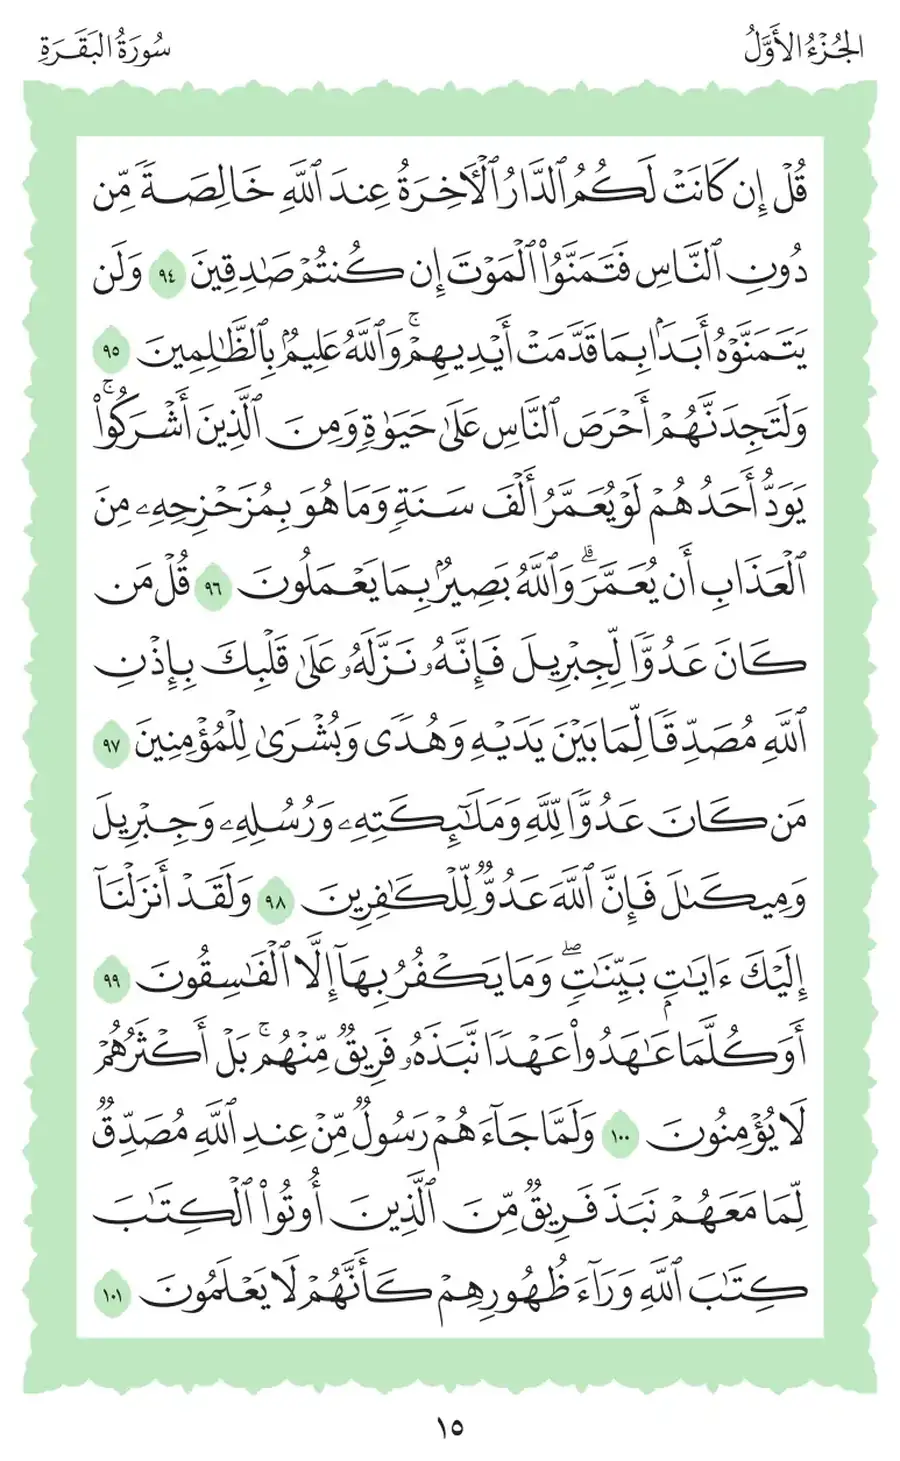 الجُزْءُ الأَوَّلُ
سُورَةُ البَقَرَةِ
قُلۡ إِن كَانَتۡ لَكُمُ ٱلدَّارُ ٱلۡأٓخِرَةُ عِندَ ٱللَّهِ خَالِصَةٗ مِّن
دُونِ ٱلنَّاسِ فَتَمَنَّوُاْ ٱلۡمَوۡتَ إِن كُنتُمۡ صَٰدِقِينَ ٩٤ وَلَن
يَتَمَنَّوۡهُ أَبَدَۢا بِمَا قَدَّمَتۡ أَيۡدِيهِمۡۚ وَٱللَّهُ عَلِيمُۢ بِٱلظَّٰلِمِينَ ٩٥
وَلَتَجِدَنَّهُمۡ أَحۡرَصَ ٱلنَّاسِ عَلَىٰ حَيَوٰةٖ وَمِنَ ٱلَّذِينَ أَشۡرَكُواْۚ
يَوَدُّ أَحَدُهُمۡ لَوۡ يُعَمَّرُ أَلۡفَ سَنَةٖ وَمَا هُوَ بِمُزَحۡزِحِهِۦ مِنَ
ٱلۡعَذَابِ أَن يُعَمَّرَۗ وَٱللَّهُ بَصِيرُۢ بِمَا يَعۡمَلُونَ ٩٦ قُلۡ مَن
كَانَ عَدُوّٗا لِّجِبۡرِيلَ فَإِنَّهُۥ نَزَّلَهُۥ عَلَىٰ قَلۡبِكَ بِإِذۡنِ
ٱللَّهِ مُصَدِّقٗا لِّمَا بَيۡنَ يَدَيۡهِ وَهُدٗى وَبُشۡرَىٰ لِلۡمُؤۡمِنِينَ ٩٧
مَن كَانَ عَدُوّٗا لِّلَّهِ وَمَلَٰٓئِكَتِهِۦ وَرُسُلِهِۦ وَجِبۡرِيلَ
وَمِيكَىٰلَ فَإِنَّ ٱللَّهَ عَدُوّٞ لِّلۡكَٰفِرِينَ ٩٨ وَلَقَدۡ أَنزَلۡنَآ
إِلَيۡكَ ءَايَٰتِۭ بَيِّنَٰتٖۖ وَمَا يَكۡفُرُ بِهَآ إِلَّا ٱلۡفَٰسِقُونَ ٩٩
أَوَكُلَّمَا عَٰهَدُواْ عَهۡدٗا نَّبَذَهُۥ فَرِيقٞ مِّنۡهُمۚ بَلۡ أَكۡثَرُهُمۡ
لَا يُؤۡمِنُونَ ١٠٠ وَلَمَّا جَآءَهُمۡ رَسُولٞ مِّنۡ عِندِ ٱللَّهِ مُصَدِّقٞ
لِّمَا مَعَهُمۡ نَبَذَ فَرِيقٞ مِّنَ ٱلَّذِينَ أُوتُواْ ٱلۡكِتَٰبَ
كِتَٰبَ ٱللَّهِ وَرَآءَ ظُهُورِهِمۡ كَأَنَّهُمۡ لَا يَعۡلَمُونَ ١٠١
١٥